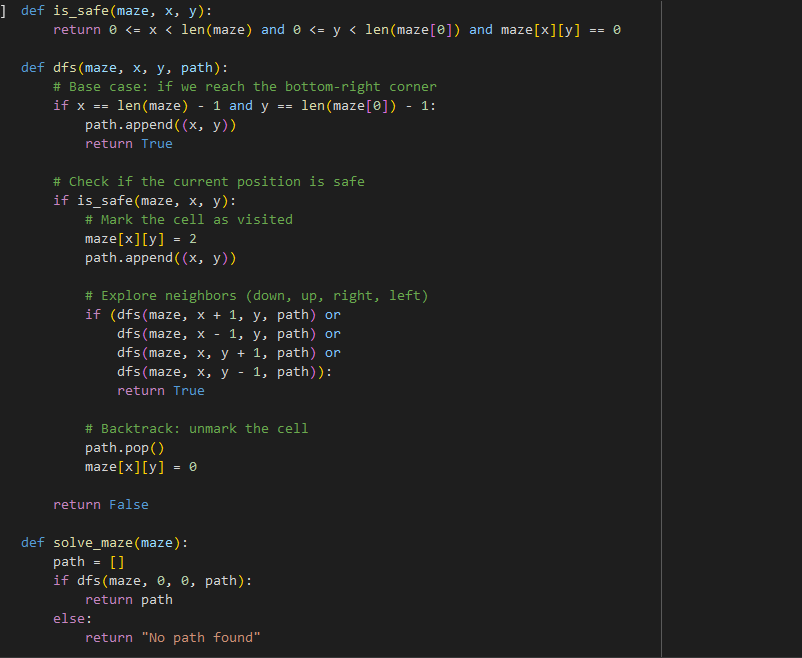 ] def is_safe(maze, x, y):
    return 0 <= x < len(maze) and 0 <= y < len(maze[0]) and maze[x][y] == 0

def dfs(maze, x, y, path):
    # Base case: if we reach the bottom-right corner
    if x == len(maze) - 1 and y == len(maze[0]) - 1:
        path.append((x, y))
        return True

    # Check if the current position is safe
    if is_safe(maze, x, y):
        # Mark the cell as visited
        maze[x][y] = 2
        path.append((x, y))

        # Explore neighbors (down, up, right, left)
        if (dfs(maze, x + 1, y, path) or
            dfs(maze, x - 1, y, path) or
            dfs(maze, x, y + 1, path) or
            dfs(maze, x, y - 1, path)):
            return True

        # Backtrack: unmark the cell
        path.pop()
        maze[x][y] = 0

    return False

def solve_maze(maze):
    path = []
    if dfs(maze, 0, 0, path):
        return path
    else:
        return "No path found"